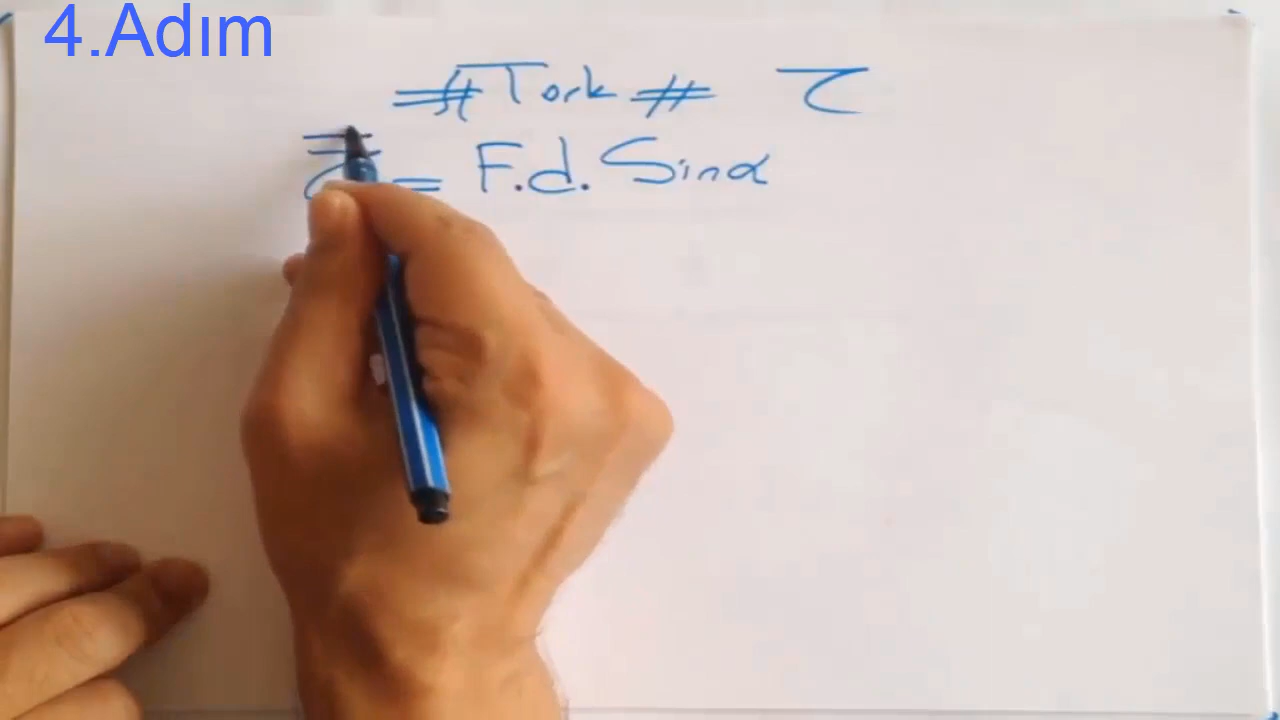 4.Adım
# Tork # τ
τ = F.d. Sinα